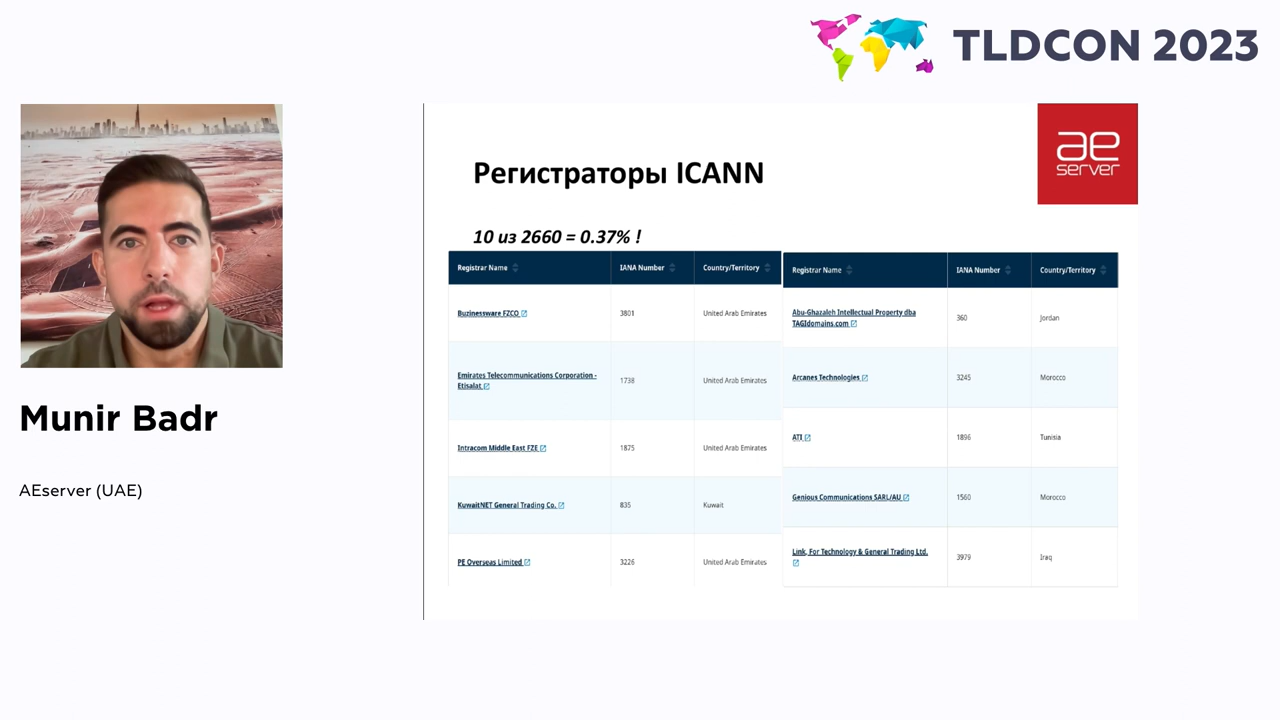 TLDCON 2023
ae
server
Регистраторы ICANN
10 из 2660 = 0.37% !
Registrar Name IANA Number Country/Territory
Buzinessware FZCO 3801 United Arab Emirates
Emirates Telecommunications Corporation -
Etisalat 1738 United Arab Emirates
Intracom Middle East FZE 1875 United Arab Emirates
KuwaitNET General Trading Co. 835 Kuwait
PE Overseas Limited 3226 United Arab Emirates
Registrar Name IANA Number Country/Territory
Abu-Ghazaleh Intellectual Property dba
TAGIdomains.com 360 Jordan
Arcanes Technologies 3245 Morocco
ATI 1896 Tunisia
Genious Communications SARL/AU 1560 Morocco
Link, For Technology & General Trading Ltd. 3979 Iraq
Munir Badr
AEserver (UAE)